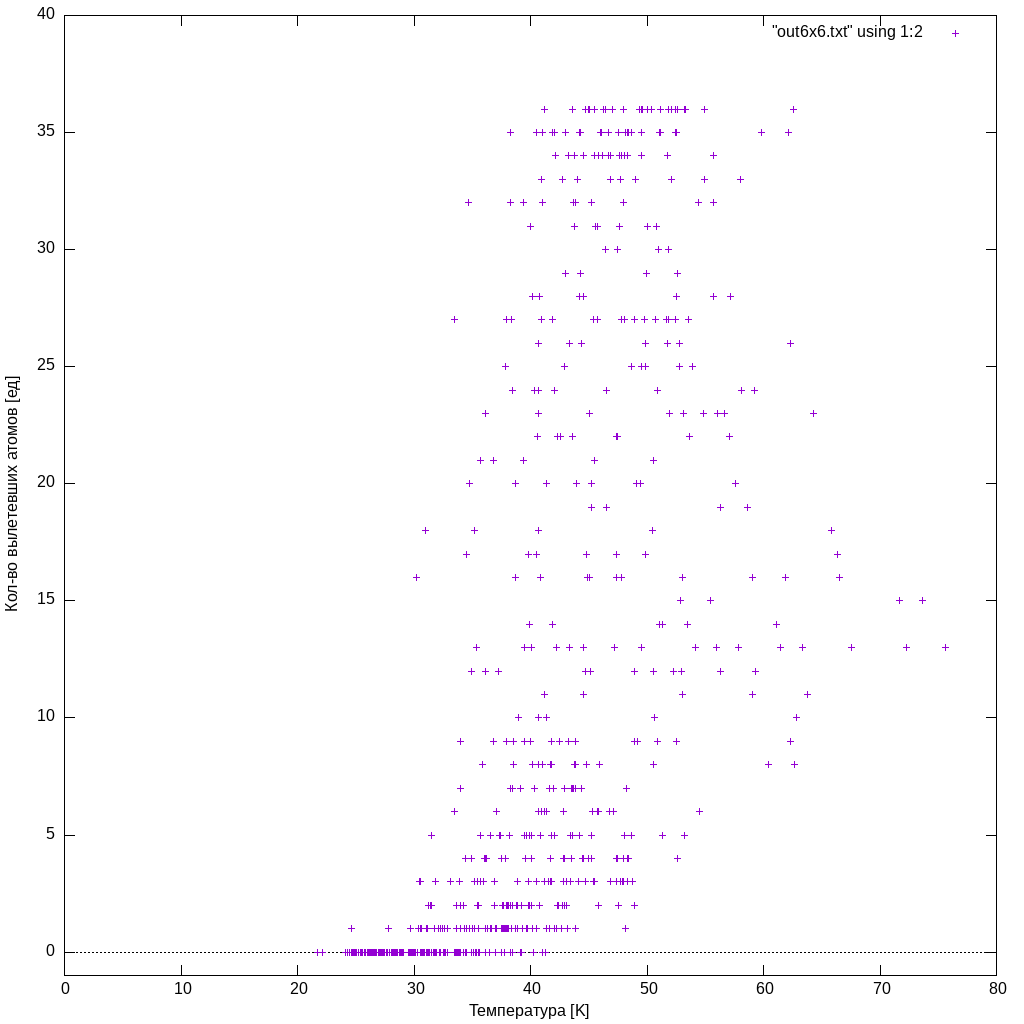 "out6x6.txt" using 1:2
40
35
30
25
20
15
10
5
0
Кол-во вылетевших атомов [ед]
0 10 20 30 40 50 60 70 80
Температура [K]